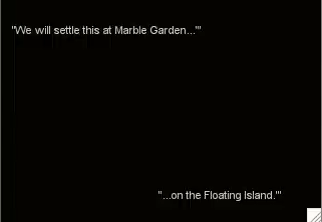 "We will settle this at Marble Garden..."'
"...on the Floating Island."'